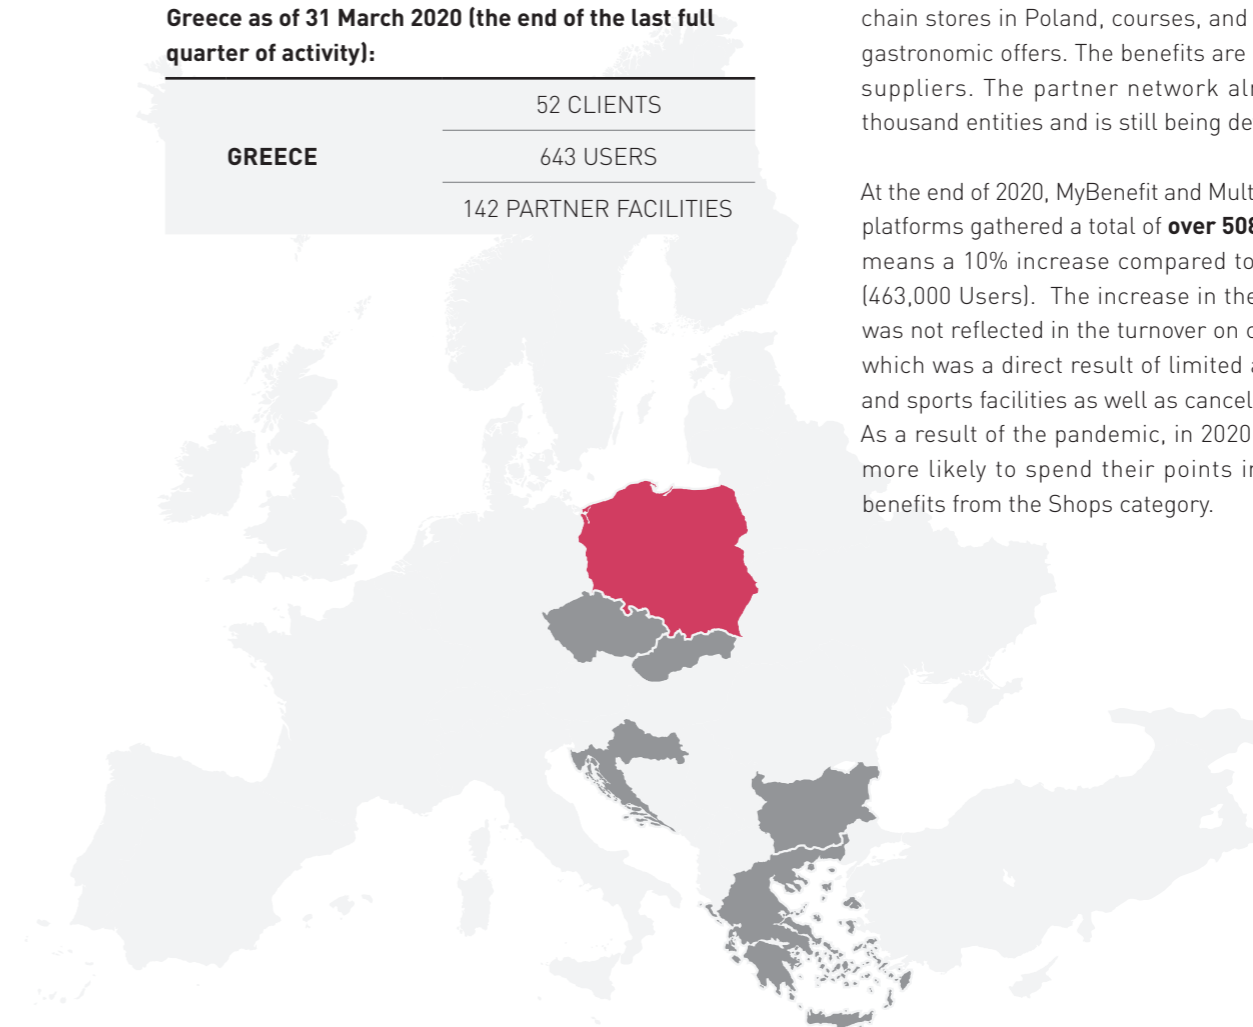 Greece as of 31 March 2020 (the end of the last full
quarter of activity):
GREECE
52 CLIENTS
643 USERS
142 PARTNER FACILITIES
chain stores in Poland, courses, and
gastronomic offers. The benefits are
suppliers. The partner network
thousand entities and is still being
At the end of 2020, MyBenefit and
platforms gathered a total of over
means a 10% increase compared to
(463,000 Users). The increase in the
was not reflected in the turnover on
which was a direct result of limited
and sports facilities as well as
As a result of the pandemic, in 2020
more likely to spend their points
benefits from the Shops category.